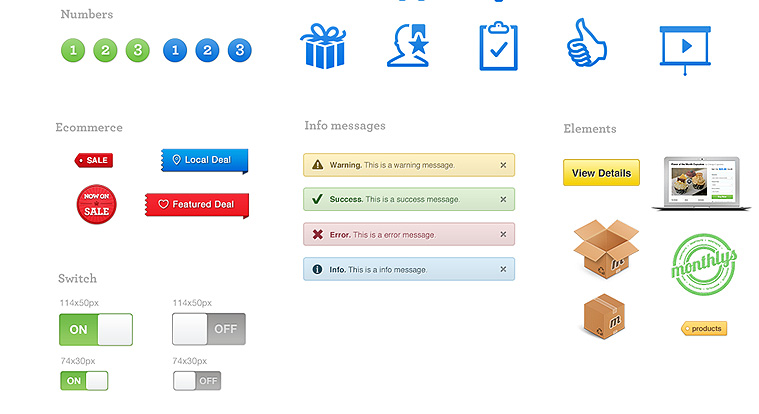 Numbers
1 2 3 1 2 3
Ecommerce
SALE
Local Deal
NOW ON
SALE
Featured Deal
Switch
114x50px
114x50px
ON
OFF
74x30px
74x30px
ON
OFF
Info messages
Warning. This is a warning message.
Success. This is a success message.
Error. This is a error message.
Info. This is a info message.
Elements
View Details
m
monthlys
m
products